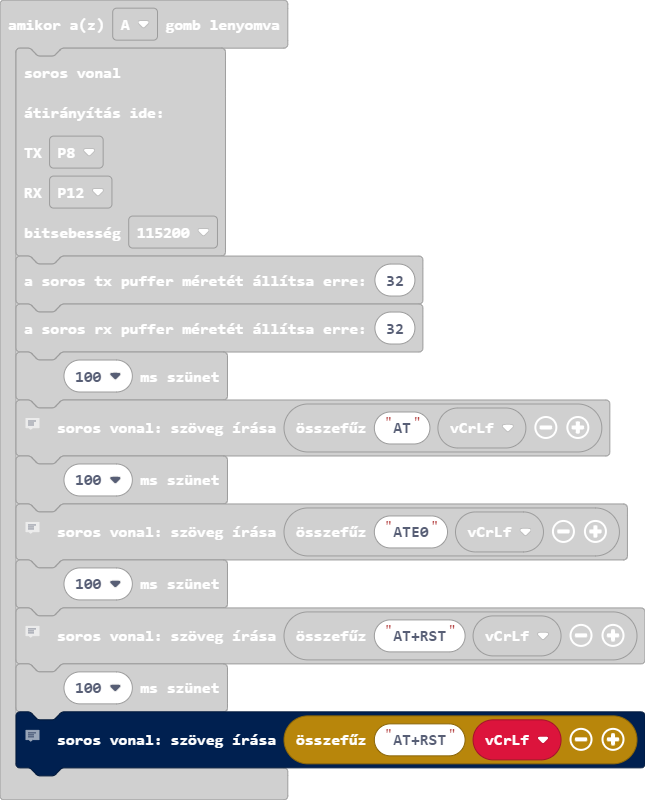 amikor a(z) A gomb lenyomva
soros vonal
átirányítás ide:
TX P8
RX P12
bitsebesség 115200
a soros tx puffer méretét állítsa erre: 32
a soros rx puffer méretét állítsa erre: 32
100 ms szünet
soros vonal: szöveg írása összefűz "AT" vCrLf
100 ms szünet
soros vonal: szöveg írása összefűz "ATE0" vCrLf
100 ms szünet
soros vonal: szöveg írása összefűz "AT+RST" vCrLf
100 ms szünet
soros vonal: szöveg írása összefűz "AT+RST" vCrLf